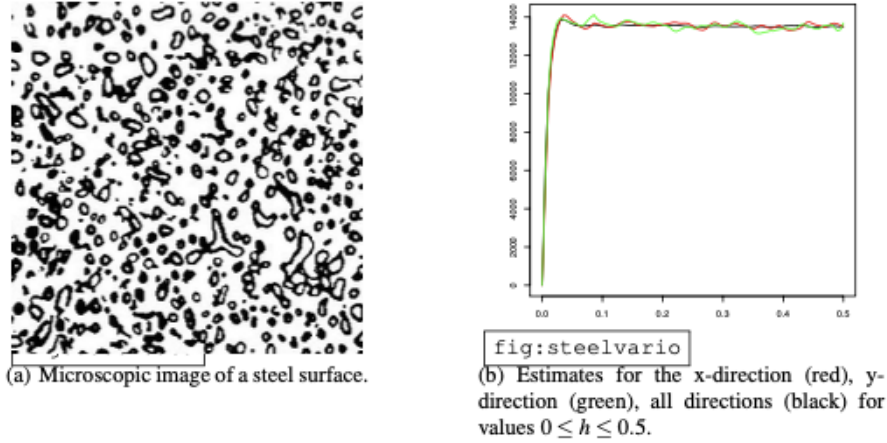 14000
12000
10000
8000
6000
4000
2000
0
0.0 0.1 0.2 0.3 0.4 0.5
fig:steelvario
(a) Microscopic image of a steel surface.
(b) Estimates for the x-direction (red), y-
direction (green), all directions (black) for
values 0 ≤ h ≤ 0.5.